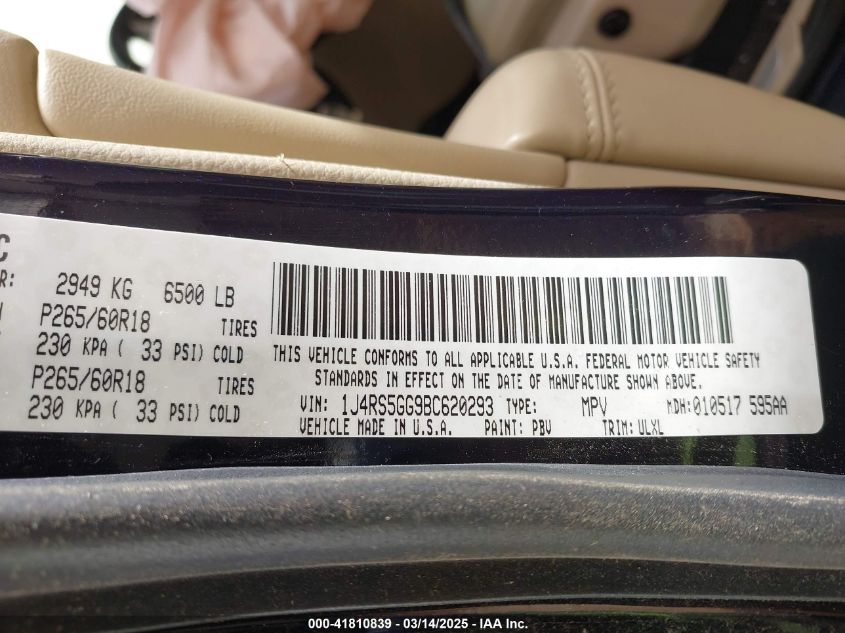 C
R: 2949 KG 6500 LB
P265/60R18 TIRES
230 KPA ( 33 PSI) COLD
P265/60R18 TIRES
230 KPA ( 33 PSI) COLD
THIS VEHICLE CONFORMS TO ALL APPLICABLE U.S.A. FEDERAL MOTOR VEHICLE SAFETY
STANDARDS IN EFFECT ON THE DATE OF MANUFACTURE SHOWN ABOVE.
VIN: 1J4RS5GG9BC620293 TYPE: MPV MDH: 010517 595AA
VEHICLE MADE IN U.S.A. PAINT: PBV TRIM: ULXL
000-41810839 - 03/14/2025 - IAA Inc.